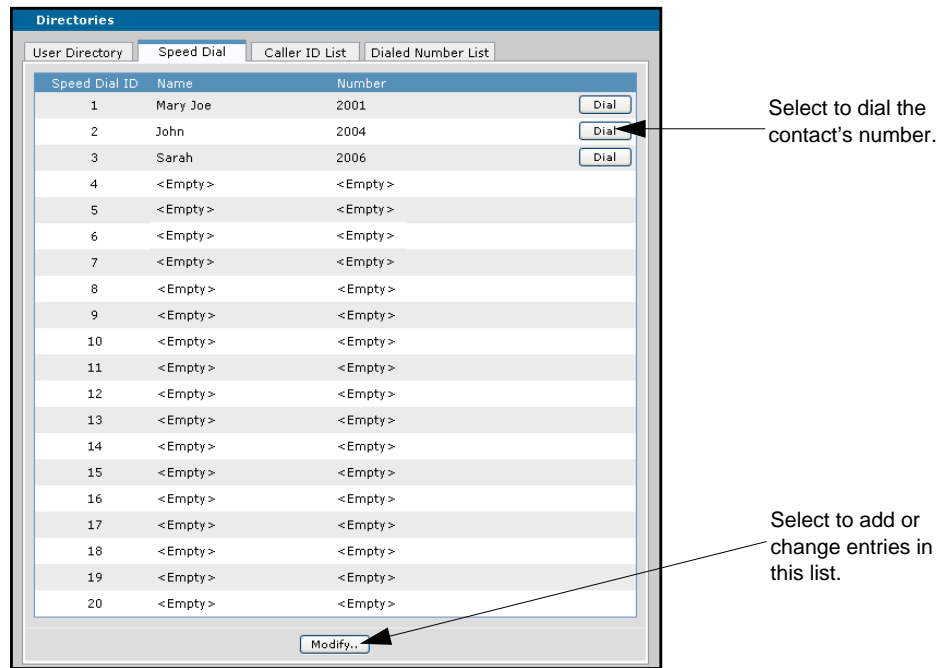 Directories
User Directory Speed Dial Caller ID List Dialed Number List
Speed Dial ID Name Number
1 Mary Joe 2001 Dial
2 John 2004 Dial
3 Sarah 2006 Dial
4 <Empty> <Empty>
5 <Empty> <Empty>
6 <Empty> <Empty>
7 <Empty> <Empty>
8 <Empty> <Empty>
9 <Empty> <Empty>
10 <Empty> <Empty>
11 <Empty> <Empty>
12 <Empty> <Empty>
13 <Empty> <Empty>
14 <Empty> <Empty>
15 <Empty> <Empty>
16 <Empty> <Empty>
17 <Empty> <Empty>
18 <Empty> <Empty>
19 <Empty> <Empty>
20 <Empty> <Empty>
Modify..
Select to dial the
contact’s number.
Select to add or
change entries in
this list.